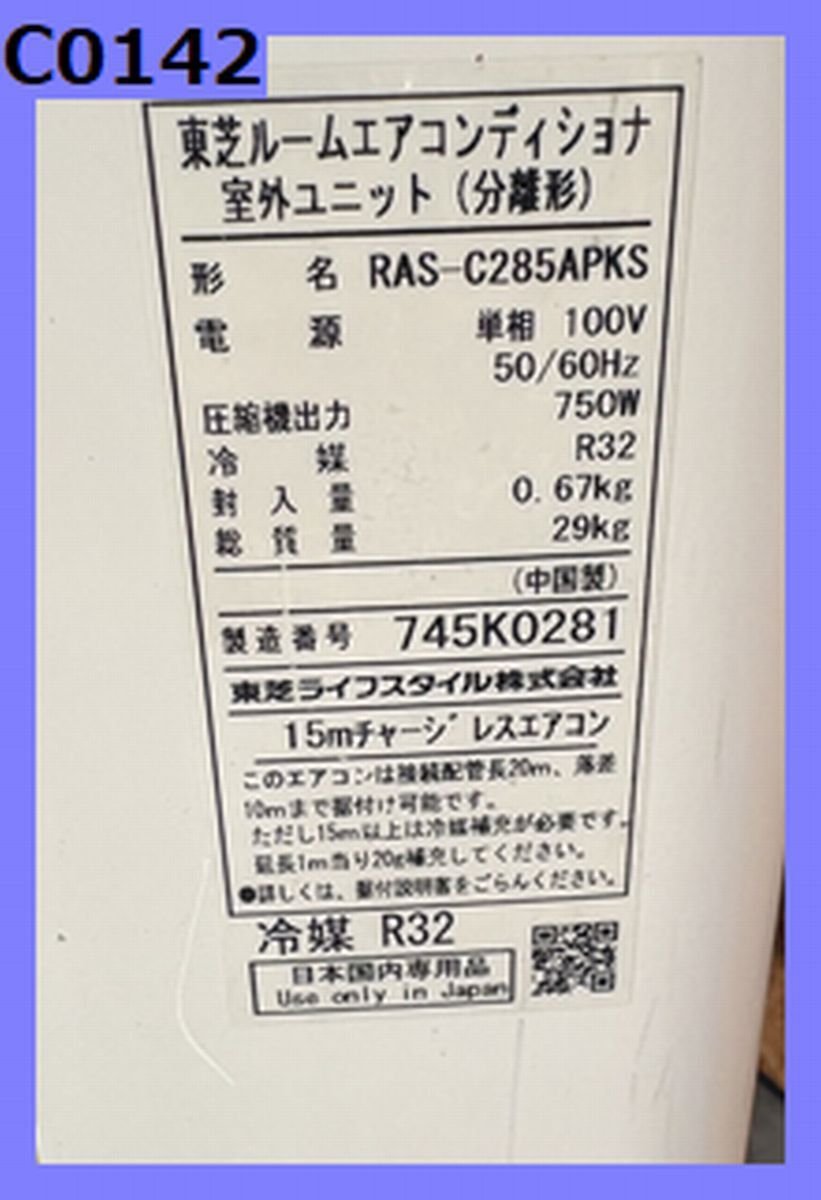 C0142
東芝ルームエアコンディショナ
室外ユニット(分離形)
形名 RAS-C285APKS
電源 単相 100V
50/60Hz
圧縮機出力 750W
冷媒 R32
封入量 0.67kg
総質量 29kg
(中国製)
製造番号 745K0281
東芝ライフスタイル株式会社
15mチャージレスエアコン
このエアコンは接続配管長20m、落差
10mまで据付け可能です。
ただし15m以上は冷媒補充が必要です。
延長1m当り20g補充してください。
●詳しくは、据付説明書をごらんください。
冷媒 R32
日本国内専用品
Use only in Japan